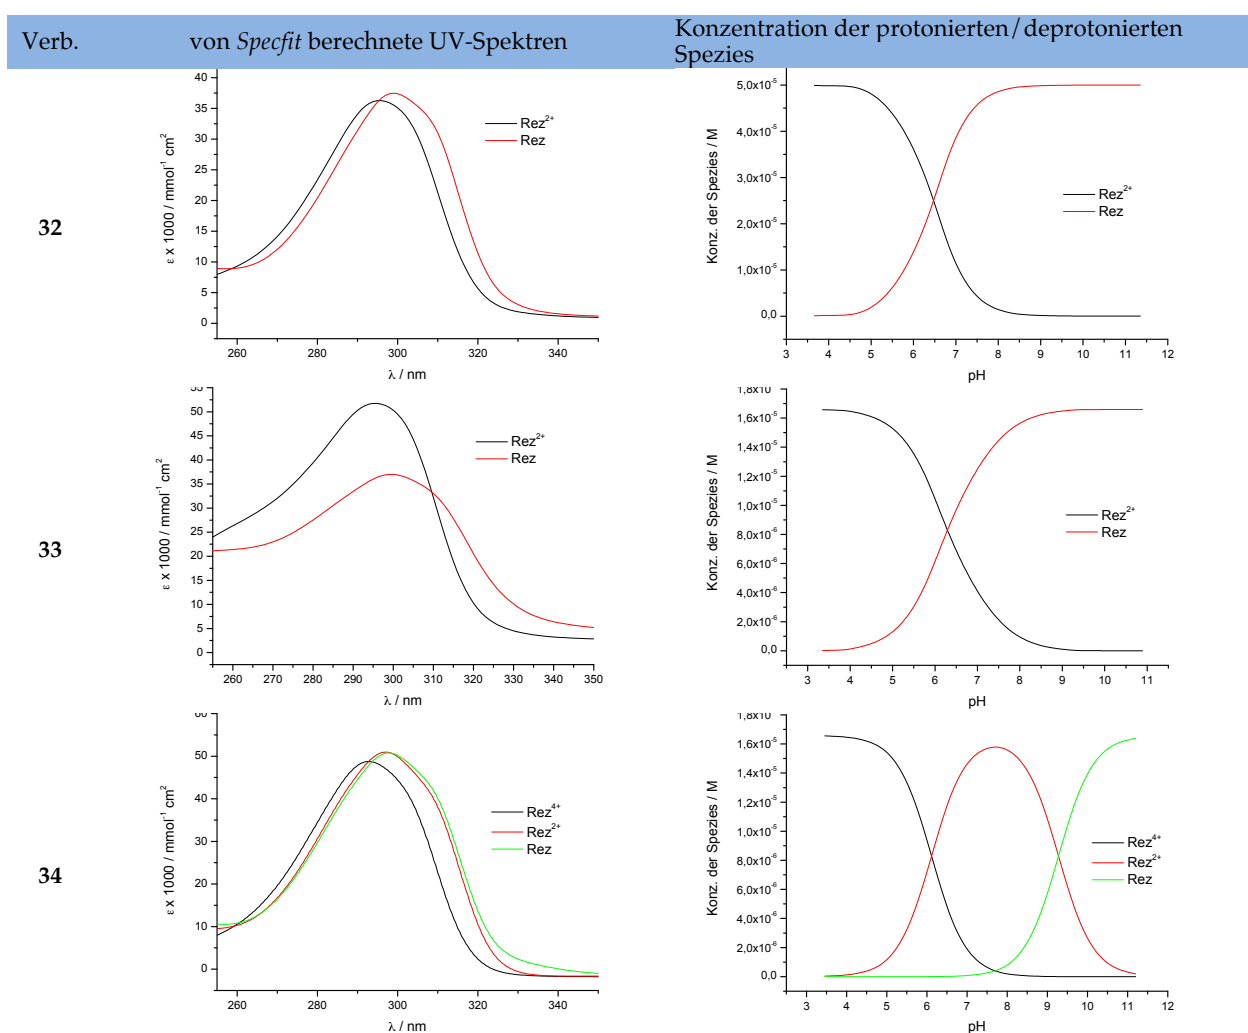 Verb.
von Specfit berechnete UV-Spektren
Konzentration der protonierten/deprotonierten
Spezies
32
40
35
30
25
20
15
10
5
0
ε x 1000 / mmol⁻¹ cm²
Rez²⁺
Rez
260 280 300 320 340
λ / nm
5,0x10⁻⁵
4,0x10⁻⁵
3,0x10⁻⁵
2,0x10⁻⁵
1,0x10⁻⁵
0,0
Konz. der Spezies / M
Rez²⁺
Rez
3 4 5 6 7 8 9 10 11 12
pH
33
55
50
45
40
35
30
25
20
15
10
5
0
ε x 1000 / mmol⁻¹ cm²
Rez²⁺
Rez
260 270 280 290 300 310 320 330 340 350
λ / nm
1,8x10⁻⁵
1,6x10⁻⁵
1,4x10⁻⁵
1,2x10⁻⁵
1,0x10⁻⁵
8,0x10⁻⁶
6,0x10⁻⁶
4,0x10⁻⁶
2,0x10⁻⁶
0,0
Konz. der Spezies / M
Rez²⁺
Rez
3 4 5 6 7 8 9 10 11
pH
34
60
50
40
30
20
10
0
ε x 1000 / mmol⁻¹ cm²
Rez⁴⁺
Rez²⁺
Rez
260 280 300 320 340
λ / nm
1,8x10
1,6x10⁻⁵
1,4x10⁻⁵
1,2x10⁻⁵
1,0x10⁻⁵
8,0x10⁻⁶
6,0x10⁻⁶
4,0x10⁻⁶
2,0x10⁻⁶
0,0
Konz. der Spezies / M
Rez⁴⁺
Rez²⁺
Rez
3 4 5 6 7 8 9 10 11 12
pH